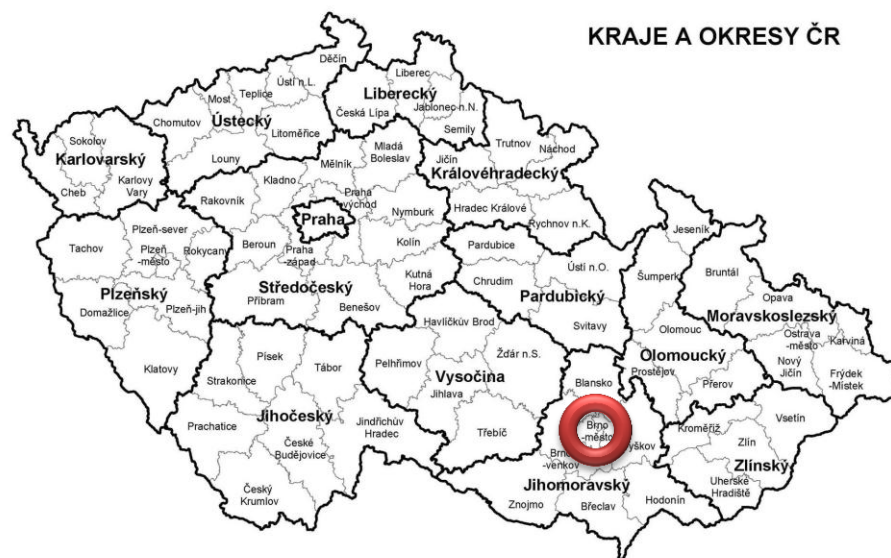 KRAJE A OKRESY ČR
Děčín
Liberec
Ústí n.L.
Teplice
Most
Liberecký
Jablonec n.N.
Chomutov
Ústecký
Česká Lípa
Litoměřice
Semily
Sokolov
Trutnov
Mladá
Boleslav
Náchod
Karlovarský
Louny
Mělník
Jičín
Královéhradecký
Karlovy
Vary
Cheb
Kladno
Rakovník
Praha
-východ
Nymburk
Hradec Králové
Praha
Rychnov n.K.
Jeseník
Plzeň-sever
Tachov
Plzeň
-město
Rokycany
Beroun
Praha
-západ
Kolín
Pardubice
Ústí n.O.
Šumperk
Bruntál
Středočeský
Kutná
Hora
Chrudim
Plzeňský
Příbram
Pardubický
Opava
Domažlice
Plzeň-jih
Benešov
Moravskoslezský
Havlíčkův Brod
Svitavy
Olomouc
Ostrava
-město
Karviná
Klatovy
Písek
Tábor
Pelhřimov
Žďár n.S.
Olomoucký
Nový
Jičín
Frýdek
-Místek
Strakonice
Vysočina
Prostějov
Přerov
Jihlava
Blansko
Jihočeský
Prachatice
Jindřichův
Hradec
Třebíč
Brno
-město
yškov
Kroměříž
Vsetín
České
Budějovice
Zlín
Brno
-venkov
Zlínský
Český
Krumlov
Jihomoravský
Uherské
Hradiště
Znojmo
Břeclav
Hodonín